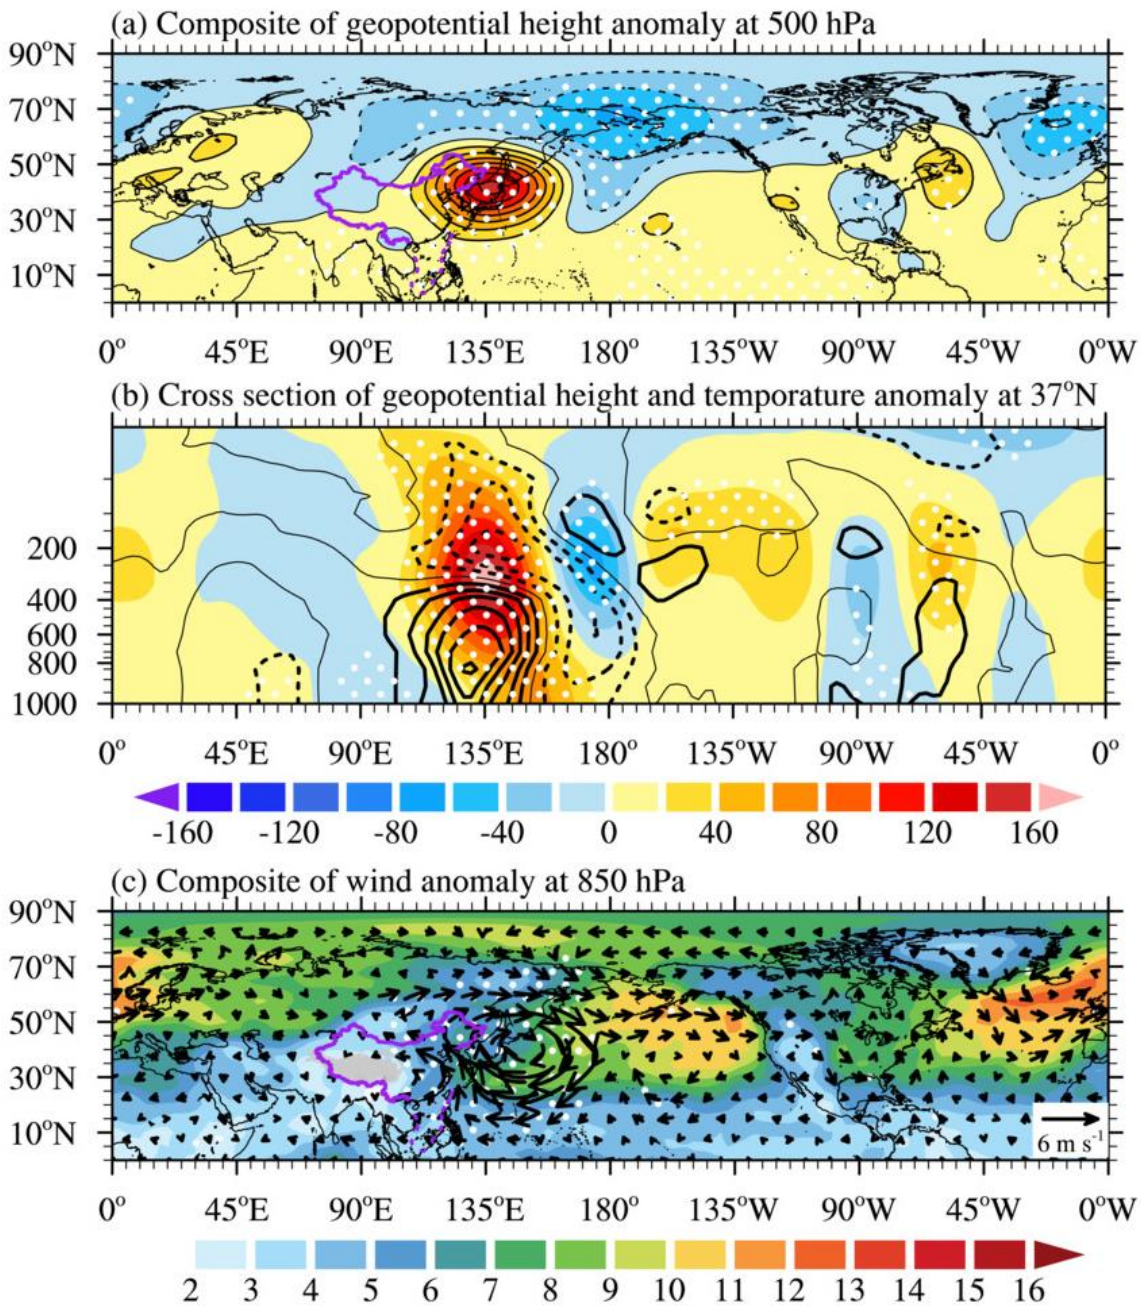 (a) Composite of geopotential height anomaly at 500 hPa
90°N
70°N
50°N
30°N
10°N
0° 45°E 90°E 135°E 180° 135°W 90°W 45°W 0°W
(b) Cross section of geopotential height and temporature anomaly at 37°N
200
400
600
800
1000
0° 45°E 90°E 135°E 180° 135°W 90°W 45°W 0°
-160 -120 -80 -40 0 40 80 120 160
(c) Composite of wind anomaly at 850 hPa
90°N
70°N
50°N
30°N
10°N
6 m s⁻¹
0° 45°E 90°E 135°E 180° 135°W 90°W 45°W 0°W
2 3 4 5 6 7 8 9 10 11 12 13 14 15 16